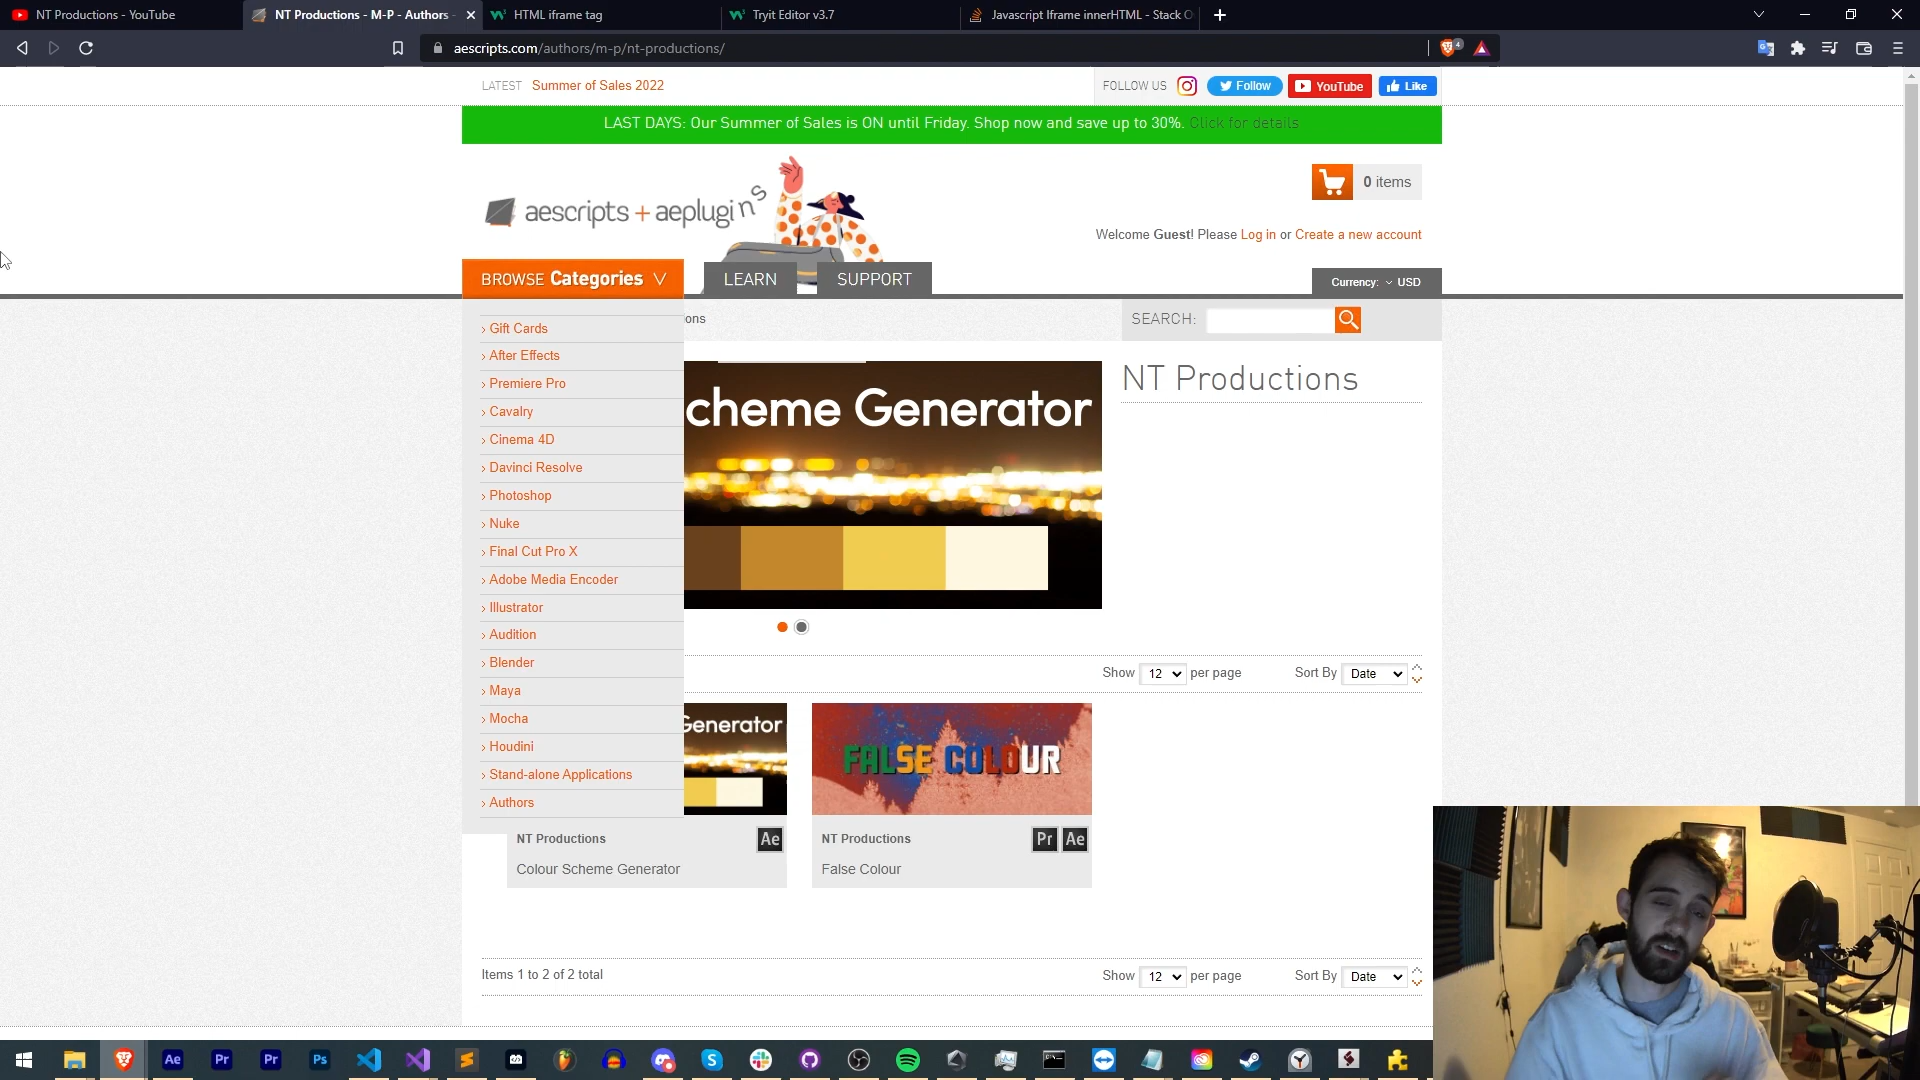 NT Productions - YouTube
NT Productions - M-P - Authors -
HTML iframe tag
Tryit Editor v3.7
Javascript Iframe innerHTML - Stack O
aescripts.com/authors/m-p/nt-productions/
4
LATEST Summer of Sales 2022
FOLLOW US Follow YouTube Like
LAST DAYS: Our Summer of Sales is ON until Friday. Shop now and save up to 30%. Click for details
aescripts + aeplugins
0 items
Welcome Guest! Please Log in or Create a new account
BROWSE Categories
LEARN
SUPPORT
Currency: USD
ons
SEARCH:
› Gift Cards
› After Effects
› Premiere Pro
› Cavalry
› Cinema 4D
› Davinci Resolve
› Photoshop
› Nuke
› Final Cut Pro X
› Adobe Media Encoder
› Illustrator
› Audition
› Blender
› Maya
› Mocha
› Houdini
› Stand-alone Applications
› Authors
cheme Generator
NT Productions
Show 12 per page
Sort By Date
Generator
FALSE COLOUR
NT Productions
Ae
Colour Scheme Generator
NT Productions
Pr Ae
False Colour
Items 1 to 2 of 2 total
Show 12 per page
Sort By Date
Ae
Pr
Pr
Ps